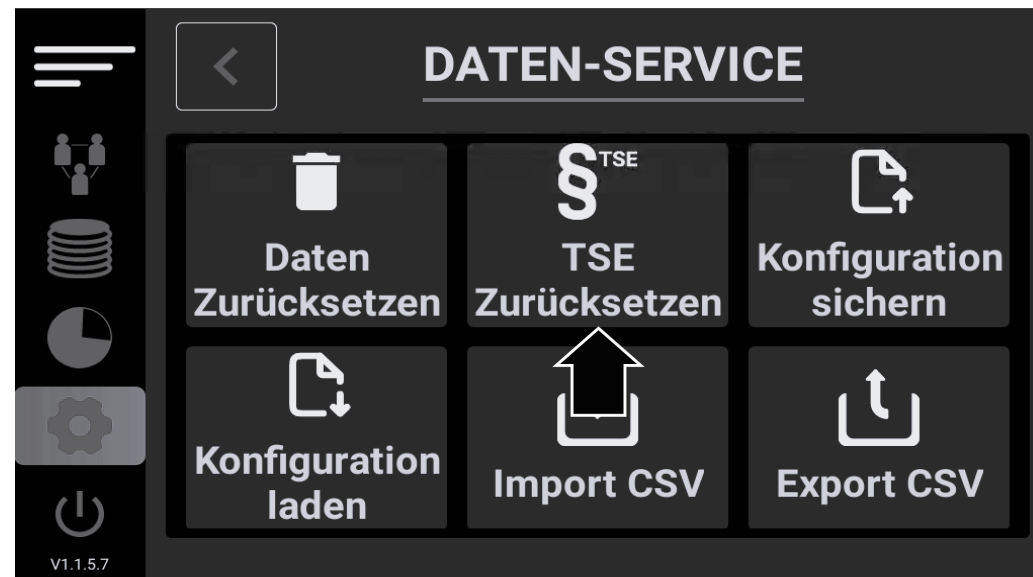 DATEN-SERVICE
§TSE
Daten
Zurücksetzen
TSE
Zurücksetzen
Konfiguration
sichern
Konfiguration
laden
Import CSV
Export CSV
V1.1.5.7